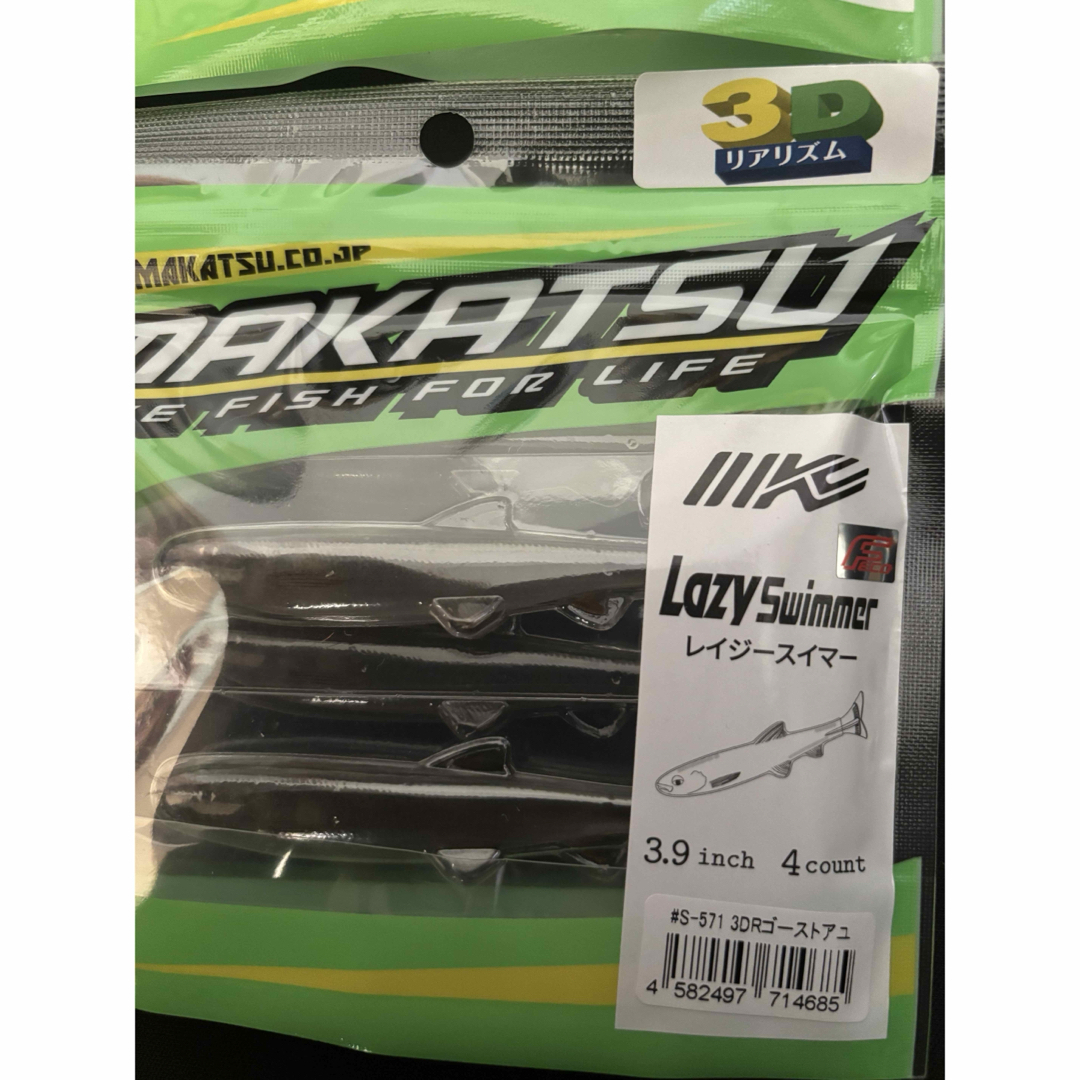 3D
リアリズム
MAKATSU.CO.JP
MAKATSU
KE FISH FOR LIFE
Lazy Swimmer
レイジースイマー
3.9 inch 4 count
#S-571 3DRゴーストアユ
4 582497 714685